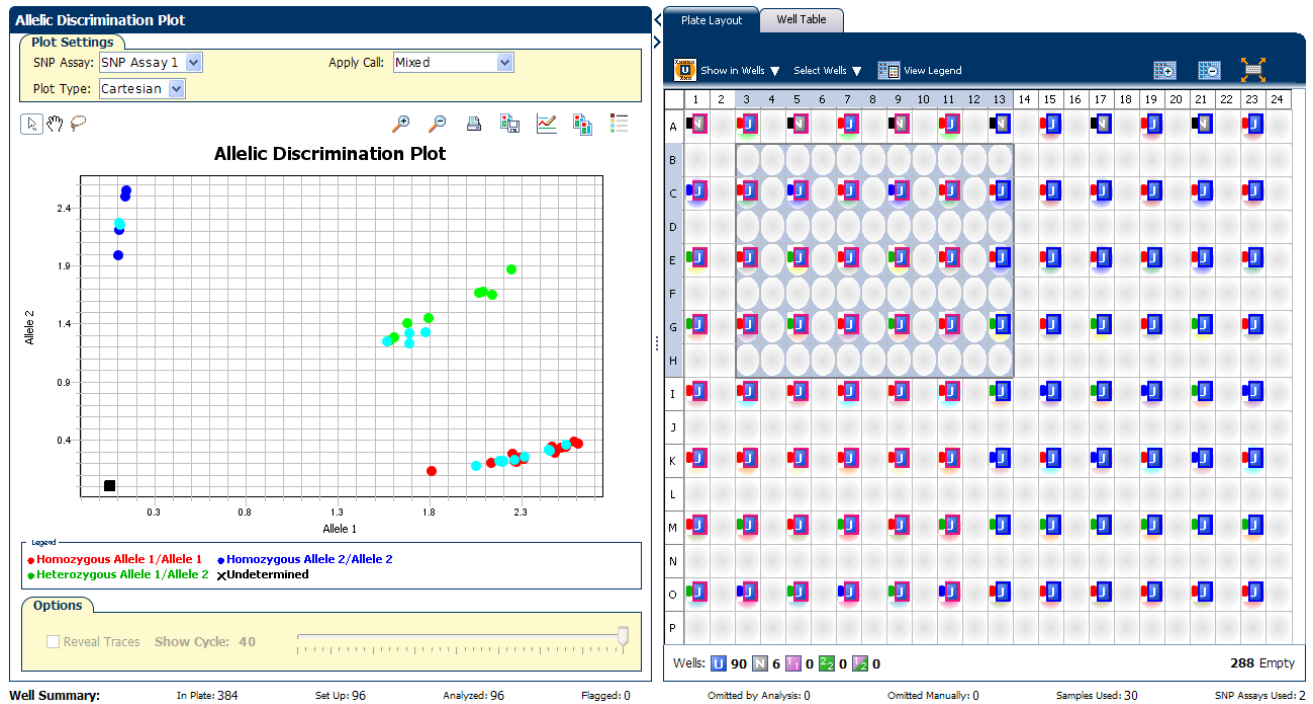 Allelic Discrimination Plot
Plot Settings
SNP Assay: SNP Assay 1
Apply Call: Mixed
Plot Type: Cartesian
Allelic Discrimination Plot
2.4
1.9
1.4
0.9
0.4
Allele 2
0.3 0.8 1.3 1.8 2.3
Allele 1
Legend
Homozygous Allele 1/Allele 1 Homozygous Allele 2/Allele 2
Heterozygous Allele 1/Allele 2 Undetermined
Options
Reveal Traces Show Cycle: 40
Plate Layout Well Table
U Show in Wells ▼ Select Wells ▼ View Legend
1 2 3 4 5 6 7 8 9 10 11 12 13 14 15 16 17 18 19 20 21 22 23 24
A
B
C
D
E
F
G
H
I
J
K
L
M
N
O
P
Wells: U 90 N 6 1/1 0 2/2 0 1/2 0 288 Empty
Well Summary: In Plate: 384 Set Up: 96 Analyzed: 96 Flagged: 0 Omitted by Analysis: 0 Omitted Manually: 0 Samples Used: 30 SNP Assays Used: 2